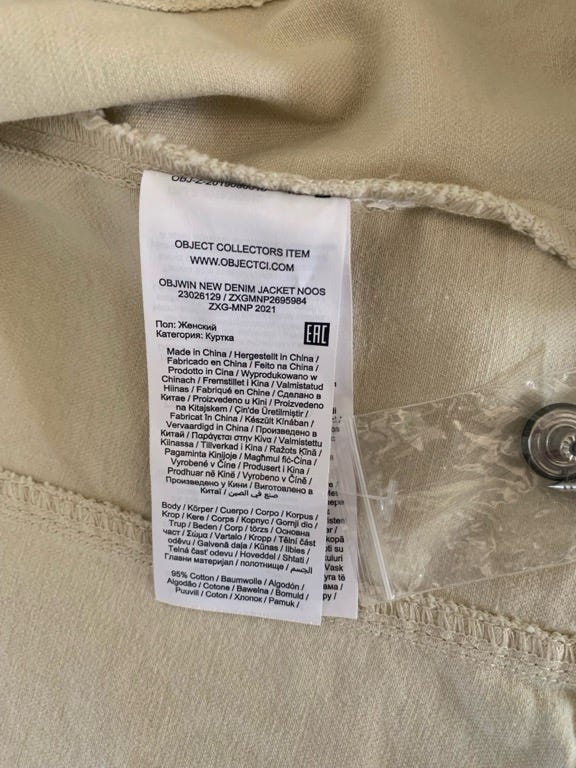 OBJECT COLLECTORS ITEM
WWW.OBJECTCI.COM
OBJWIN NEW DENIM JACKET NOOS
23026129 / ZXGMNP2695984
ZXG-MNP 2021
Пол: Женский
Категория: Куртка
EAC
Made in China / Hergestellt in China /
Fabricado en China / Feito na China /
Prodotto in Cina / Wyprodukowano w
Chinach / Fremstillet i Kina / Valmistatud
Hiinas / Fabriqué en Chine / Сделано в
Китае / Proizvedeno u Kini / Proizvedeno
na Kitajskem / Çin'de Üretilmiştir /
Fabricat în China / Készült Kínában /
Vervaardigd in China / Произведено в
Китай / Παράγεται στην Κίνα / Valmistettu
Kiinassa / Tillverkad i Kina / Ražots Ķīnā /
Pagaminta Kinijoje / Magħmul fiċ-Ċina /
Vyrobené v Číne / Produsert i Kina /
Prodhuar në Kinë / Vyrobeno v Číně /
Произведено у Кини / Виготовлено в
Китаї / صنع في الصين
Body / Körper / Cuerpo / Corpo / Korpus /
Krop / Kere / Corps / Корпус / Gornji dio /
Trup / Beden / Corp / törzs / Основна
част / Σώμα / Vartalo / Kropp / Tělní část
oděvu / Galvenā daļa / Kūnas / Ilbies /
Telná časť odevu / Hoveddel / Shtati /
Главни материјал / полотнище / الجسم
95% Cotton / Baumwolle / Algodón /
Algodão / Cotone / Bawełna / Bomuld /
Puuvill / Coton / Хлопок / Pamuk /